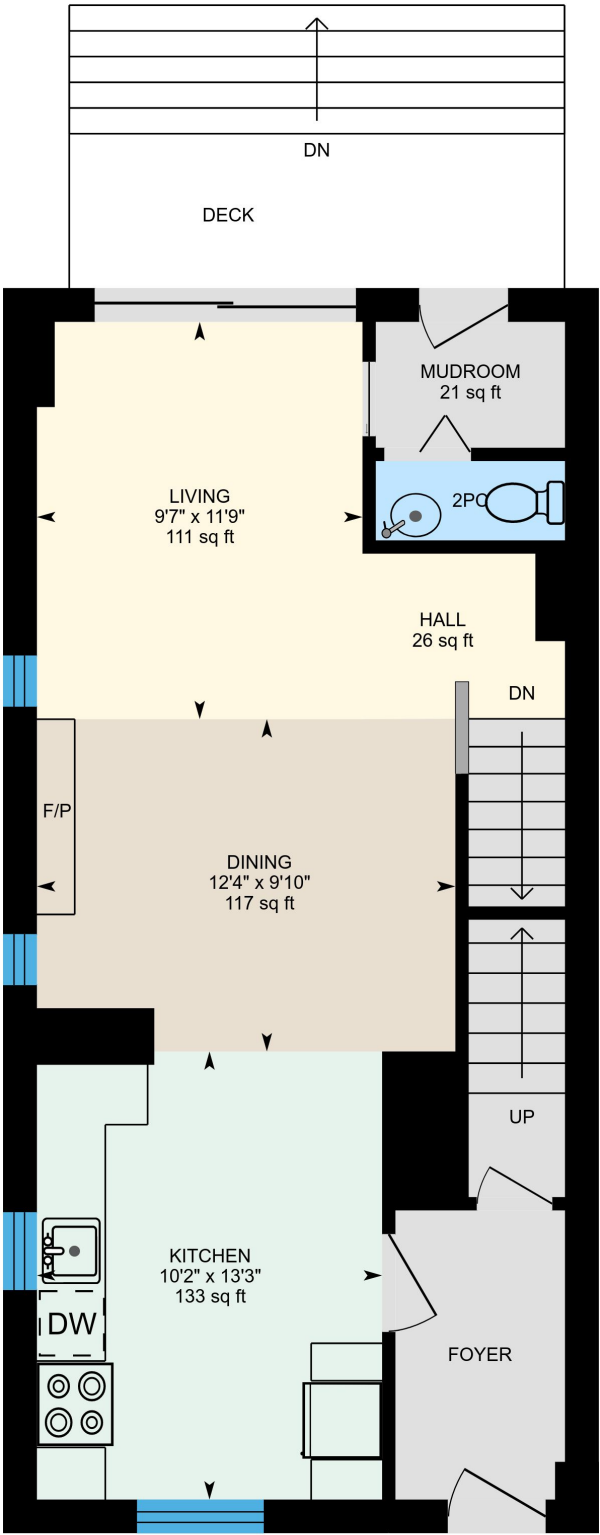 DN
DECK
MUDROOM
21 sq ft
LIVING
9'7" x 11'9"
111 sq ft
2PC
HALL
26 sq ft
DN
F/P
DINING
12'4" x 9'10"
117 sq ft
UP
KITCHEN
10'2" x 13'3"
133 sq ft
DW
FOYER